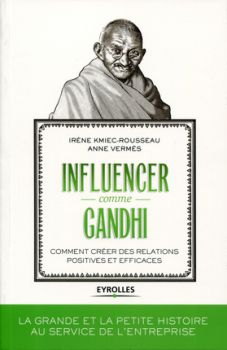 IRÈNE KMIEC-ROUSSEAU
ANNE VERMÈS
INFLUENCER
comme
GANDHI
COMMENT CRÉER DES RELATIONS
POSITIVES ET EFFICACES
EYROLLES
LA GRANDE ET LA PETITE HISTOIRE
AU SERVICE DE L'ENTREPRISE